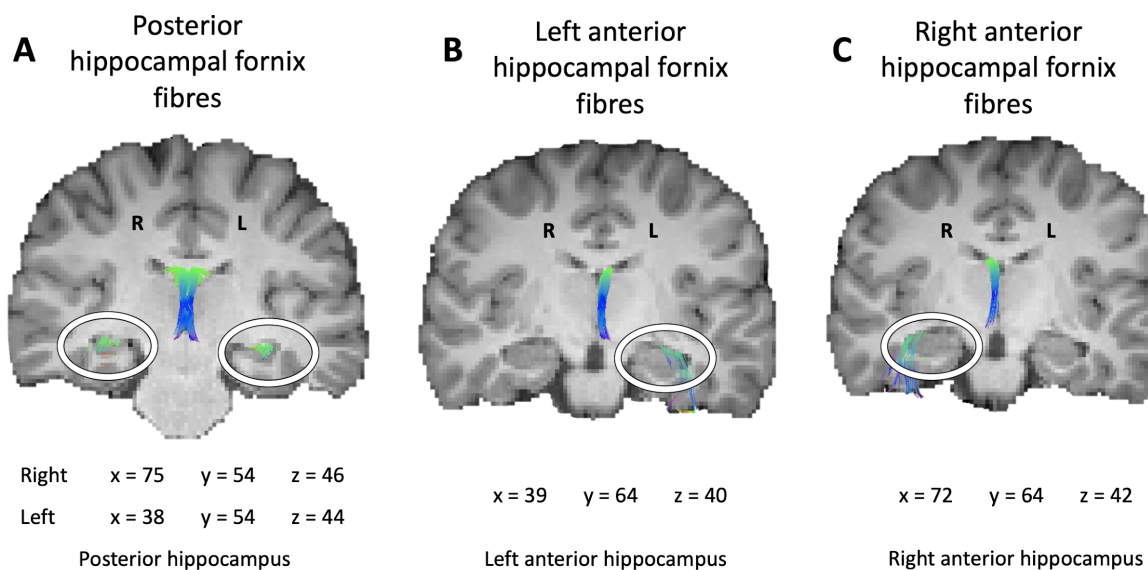 A
Posterior
hippocampal fornix
fibres
R L
Right x = 75 y = 54 z = 46
Left x = 38 y = 54 z = 44
Posterior hippocampus
B
Left anterior
hippocampal fornix
fibres
R L
x = 39 y = 64 z = 40
Left anterior hippocampus
C
Right anterior
hippocampal fornix
fibres
R L
x = 72 y = 64 z = 42
Right anterior hippocampus